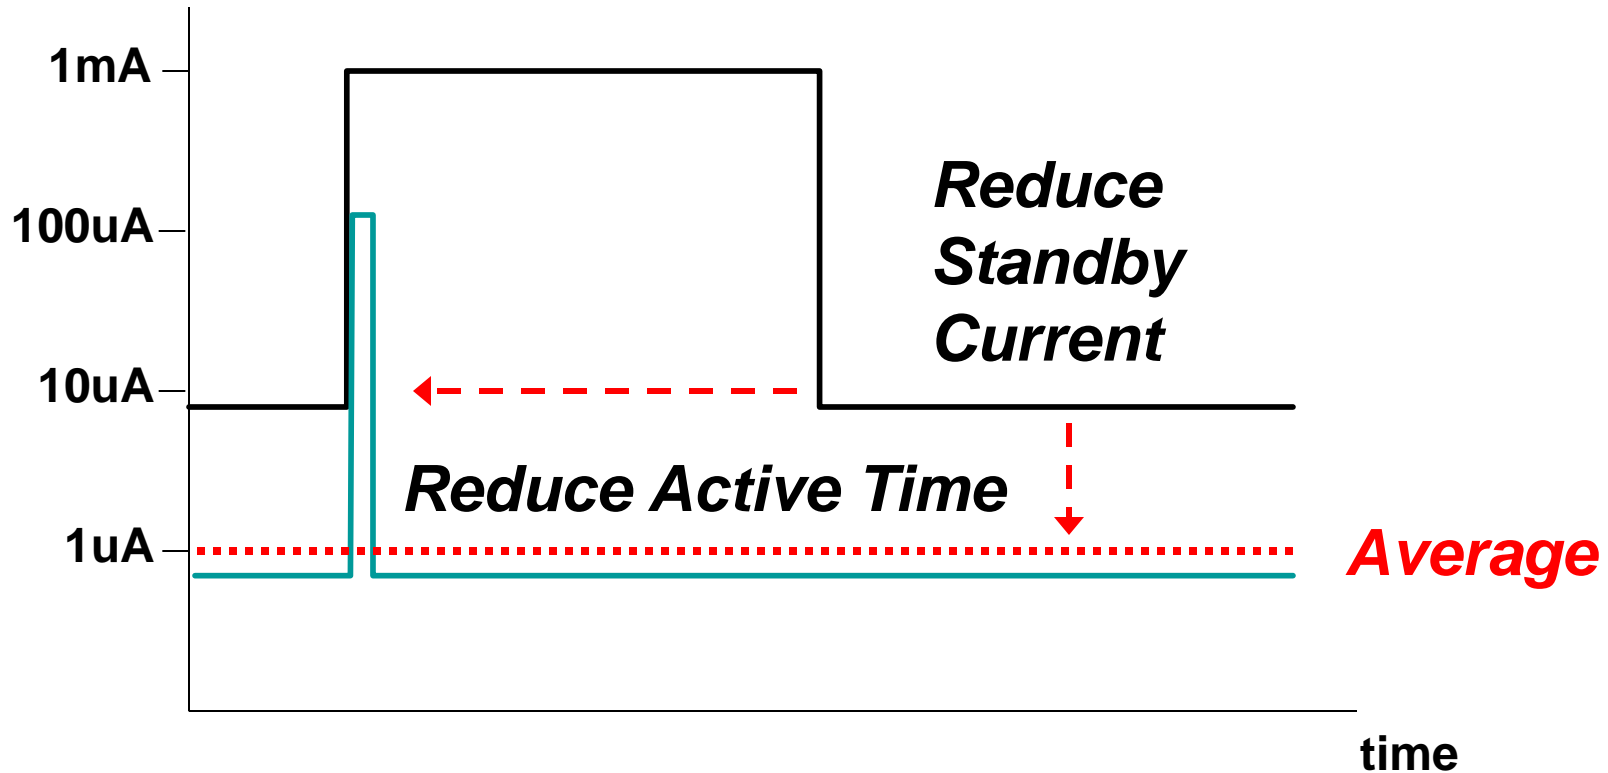 1mA
100uA
10uA
1uA
Reduce
Standby
Current
Reduce Active Time
Average
time